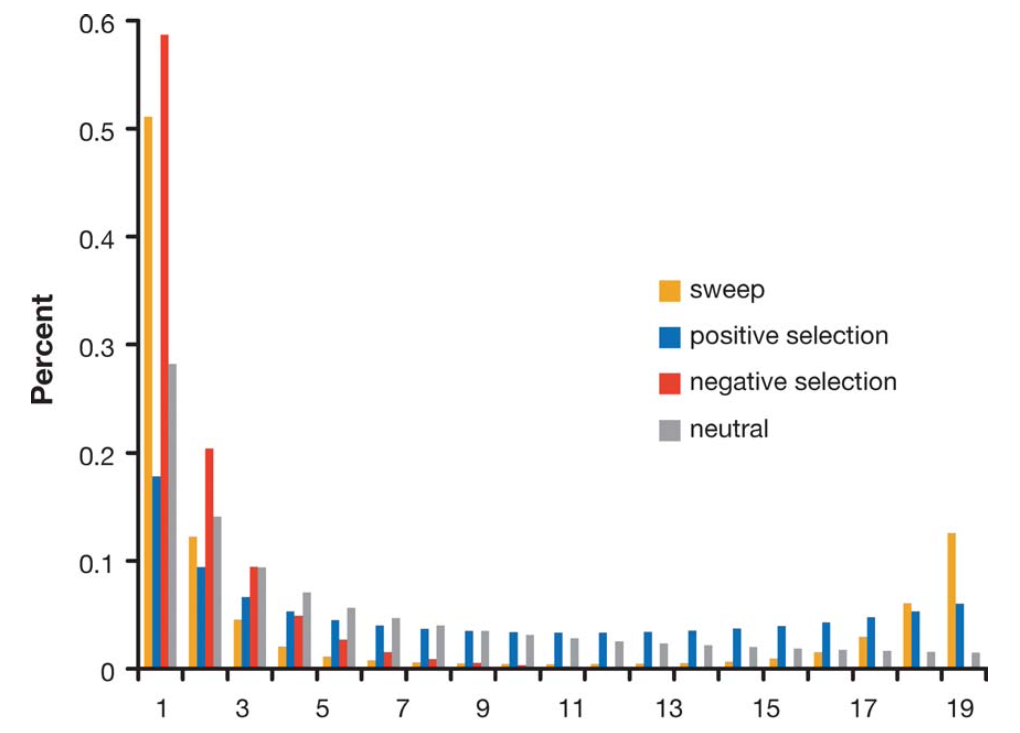 0.6
0.5
0.4
0.3
0.2
0.1
0
Percent
sweep
positive selection
negative selection
neutral
1 3 5 7 9 11 13 15 17 19